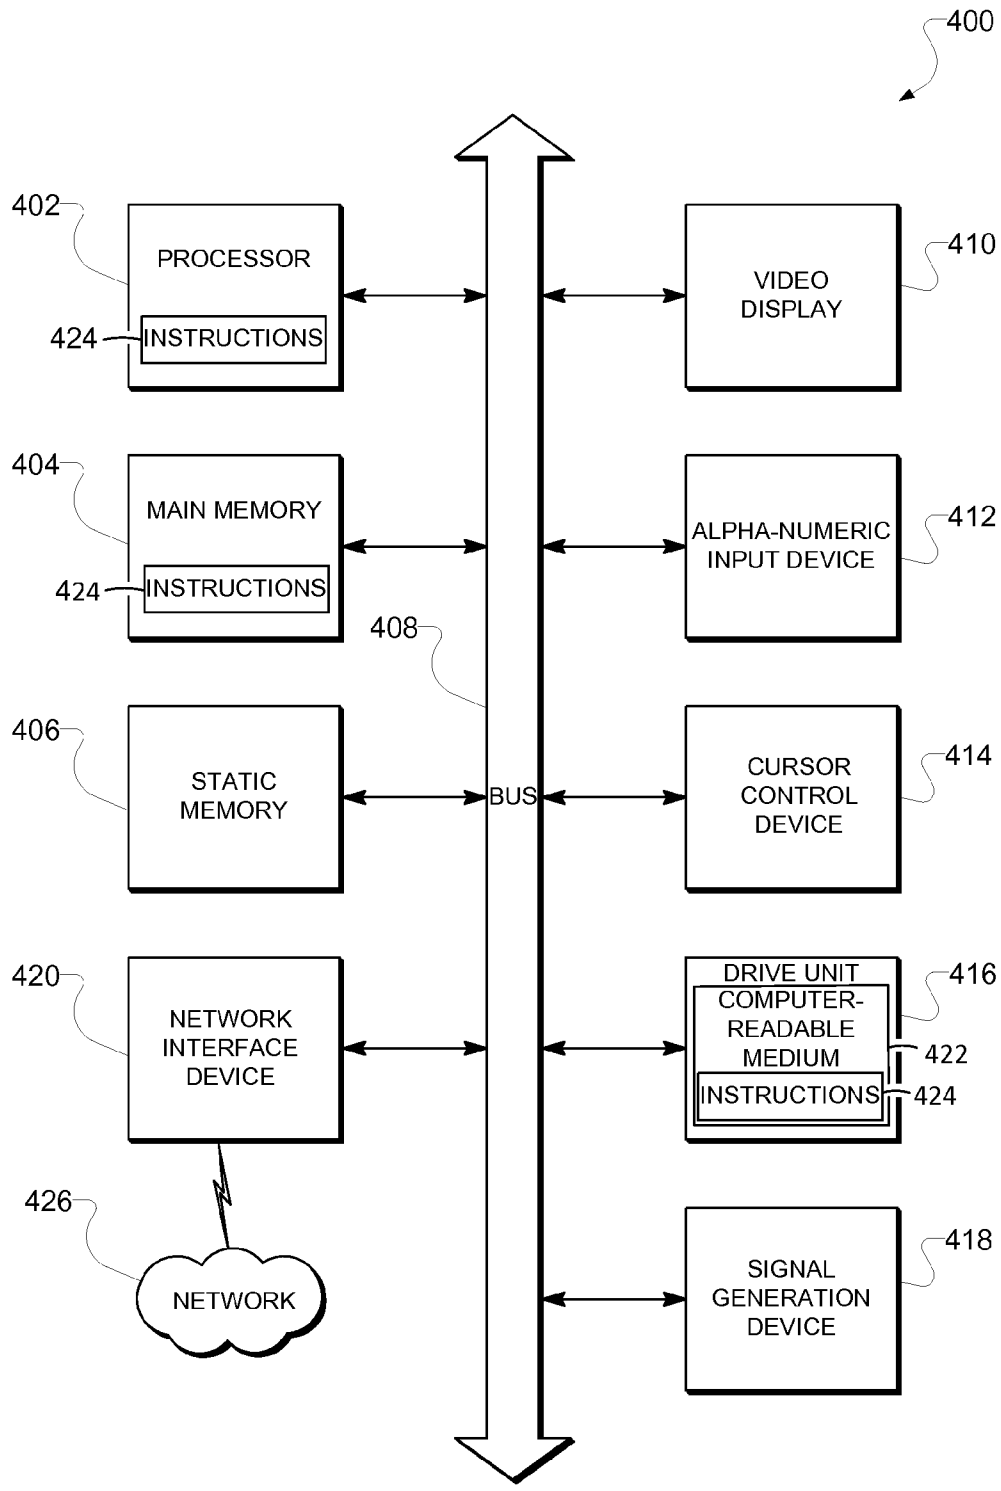 400
402
PROCESSOR
424
INSTRUCTIONS
404
MAIN MEMORY
424
INSTRUCTIONS
408
406
STATIC
MEMORY
BUS
420
NETWORK
INTERFACE
DEVICE
426
NETWORK
410
VIDEO
DISPLAY
412
ALPHA-NUMERIC
INPUT DEVICE
414
CURSOR
CONTROL
DEVICE
416
DRIVE UNIT
COMPUTER-
READABLE
MEDIUM
422
INSTRUCTIONS
424
418
SIGNAL
GENERATION
DEVICE